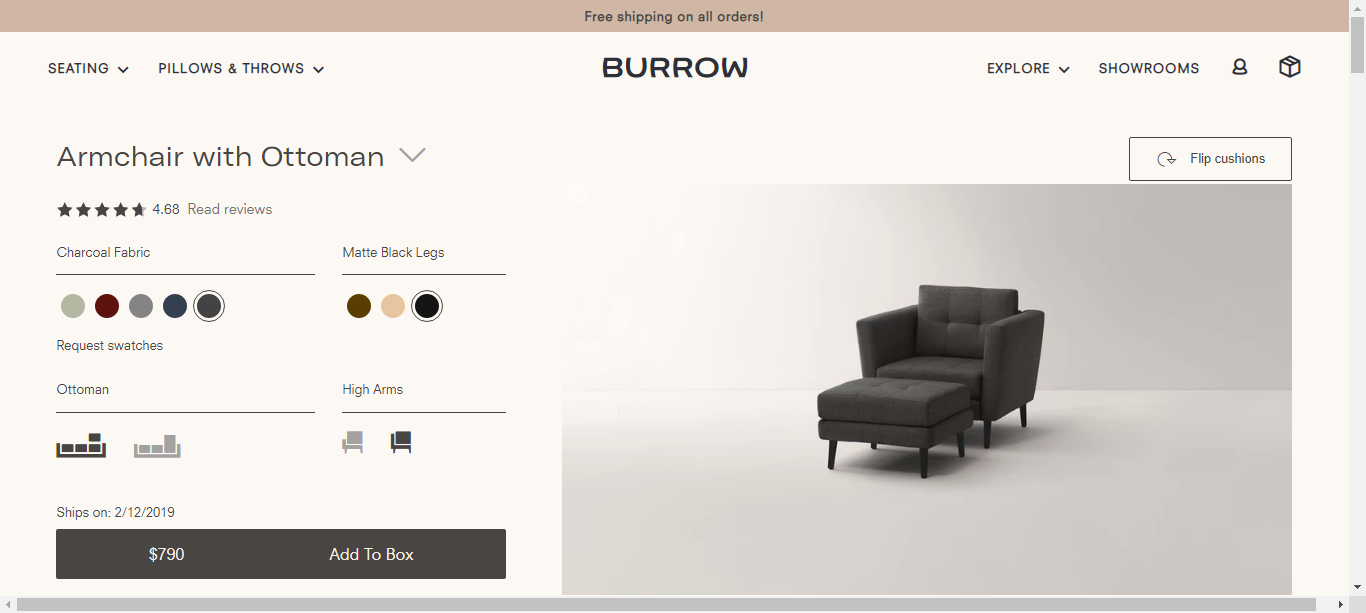 Free shipping on all orders!
SEATING
PILLOWS & THROWS
BURROW
EXPLORE
SHOWROOMS
Armchair with Ottoman
Flip cushions
4.68 Read reviews
Charcoal Fabric
Matte Black Legs
Request swatches
Ottoman
High Arms
Ships on: 2/12/2019
$790
Add To Box